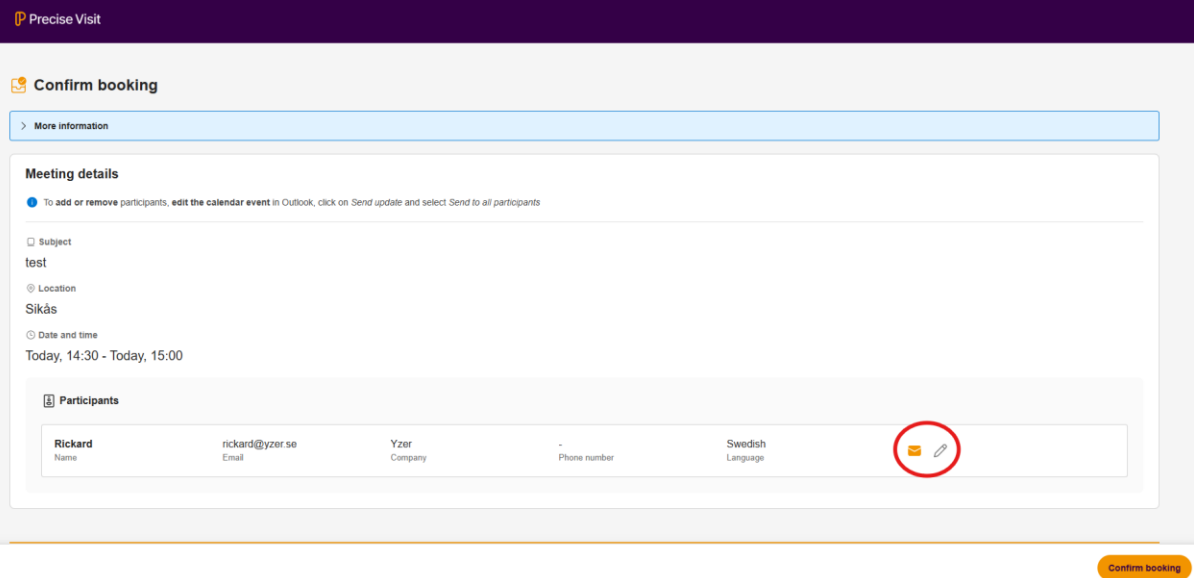 Precise Visit
Confirm booking
More information
Meeting details
To add or remove participants, edit the calendar event in Outlook, click on Send update and select Send to all participants
Subject
test
Location
Sikås
Date and time
Today, 14:30 - Today, 15:00
Participants
Rickard rickard@yzer.se Yzer - Swedish
Name Email Company Phone number Language
Confirm booking